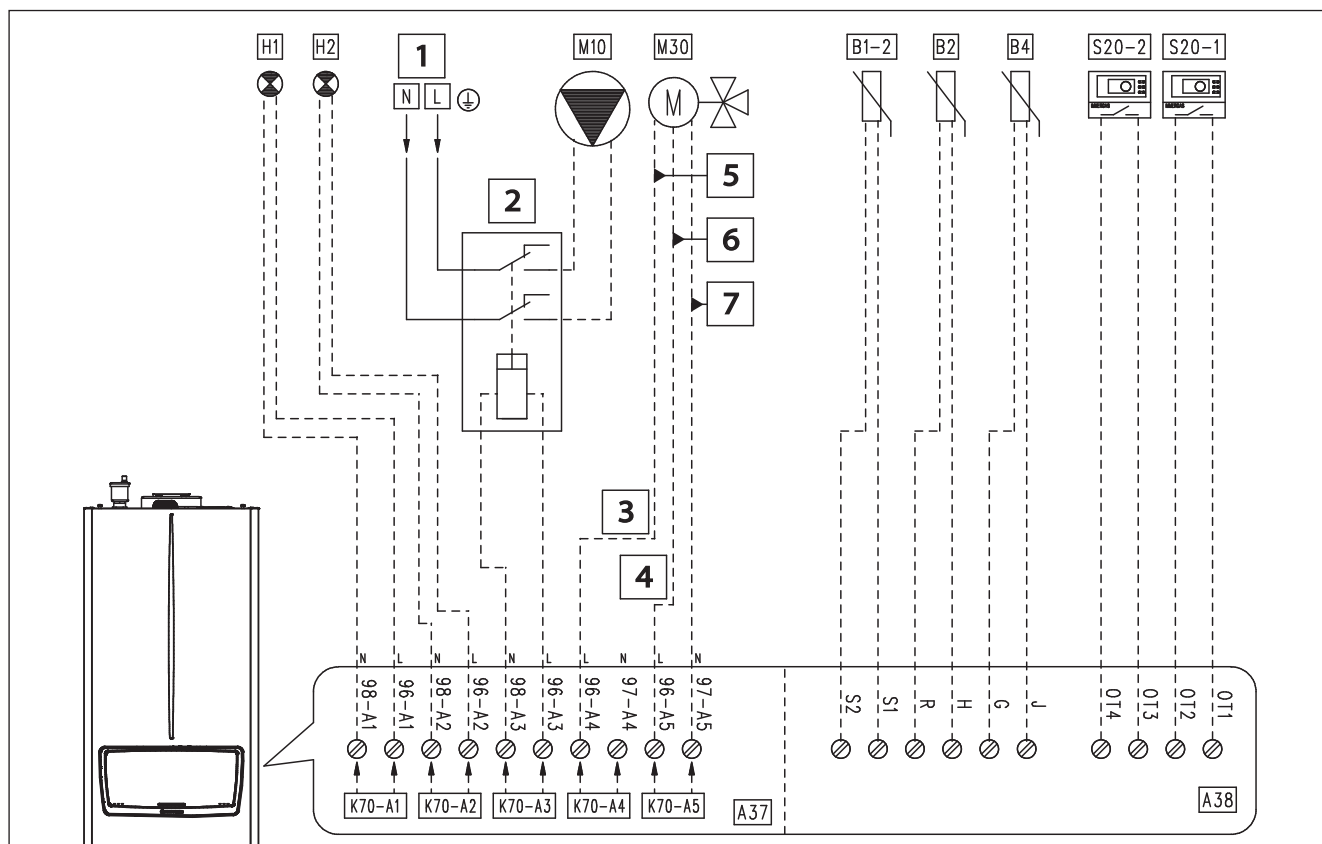 H1 H2 1 M10 M30 B1-2 B2 B4 S20-2 S20-1
N L
M
5
2
6
7
3
4
N L N L N L L N L N
98-A1 96-A1 98-A2 96-A2 98-A3 96-A3 96-A4 97-A4 96-A5 97-A5 S2 S1 R H G J OT4 OT3 OT2 OT1
K70-A1 K70-A2 K70-A3 K70-A4 K70-A5 A37 A38